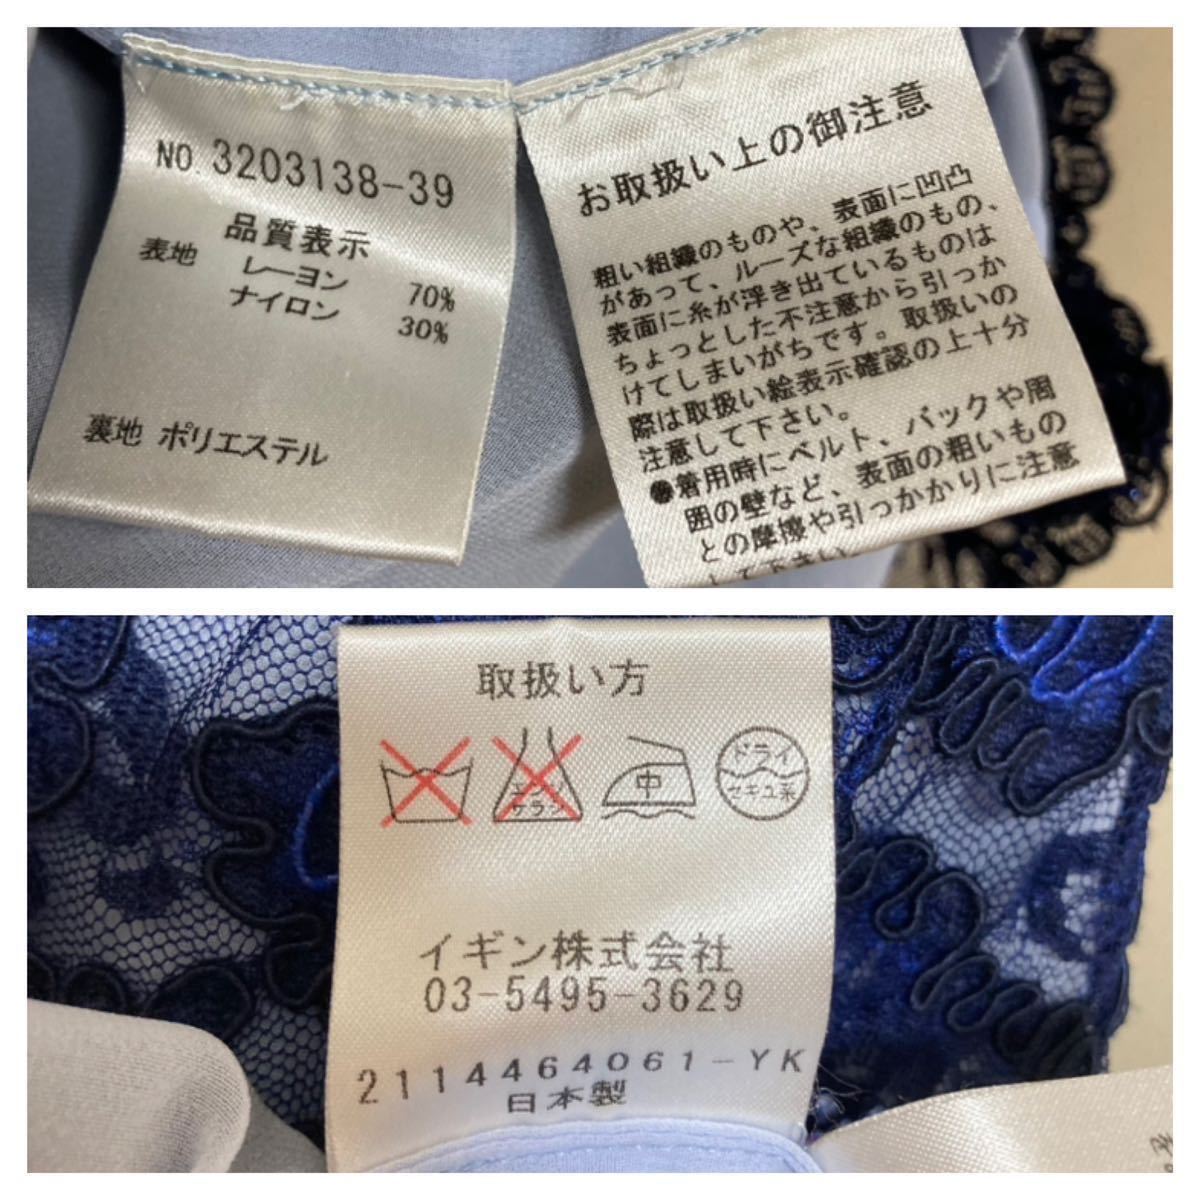 NO.3203138-39
品質表示
表地 レーヨン 70%
ナイロン 30%
裏地 ポリエステル
お取扱い上の御注意
粗い組織のものや、表面に凹凸
があって、ルーズな組織のもの、
表面に糸が浮き出ているものは
ちょっとした不注意から引っか
けてしまいがちです。取扱いの
際は取扱い絵表示確認の上十分
注意して下さい。
●着用時にベルト、バックや周
囲の壁など、表面の粗いもの
との摩擦や引っかかりに注意
して下さい。
取扱い方
エンソ
サラシ
中
ドライ
セキユ系
イギン株式会社
03-5495-3629
2114464061-YK
日本製